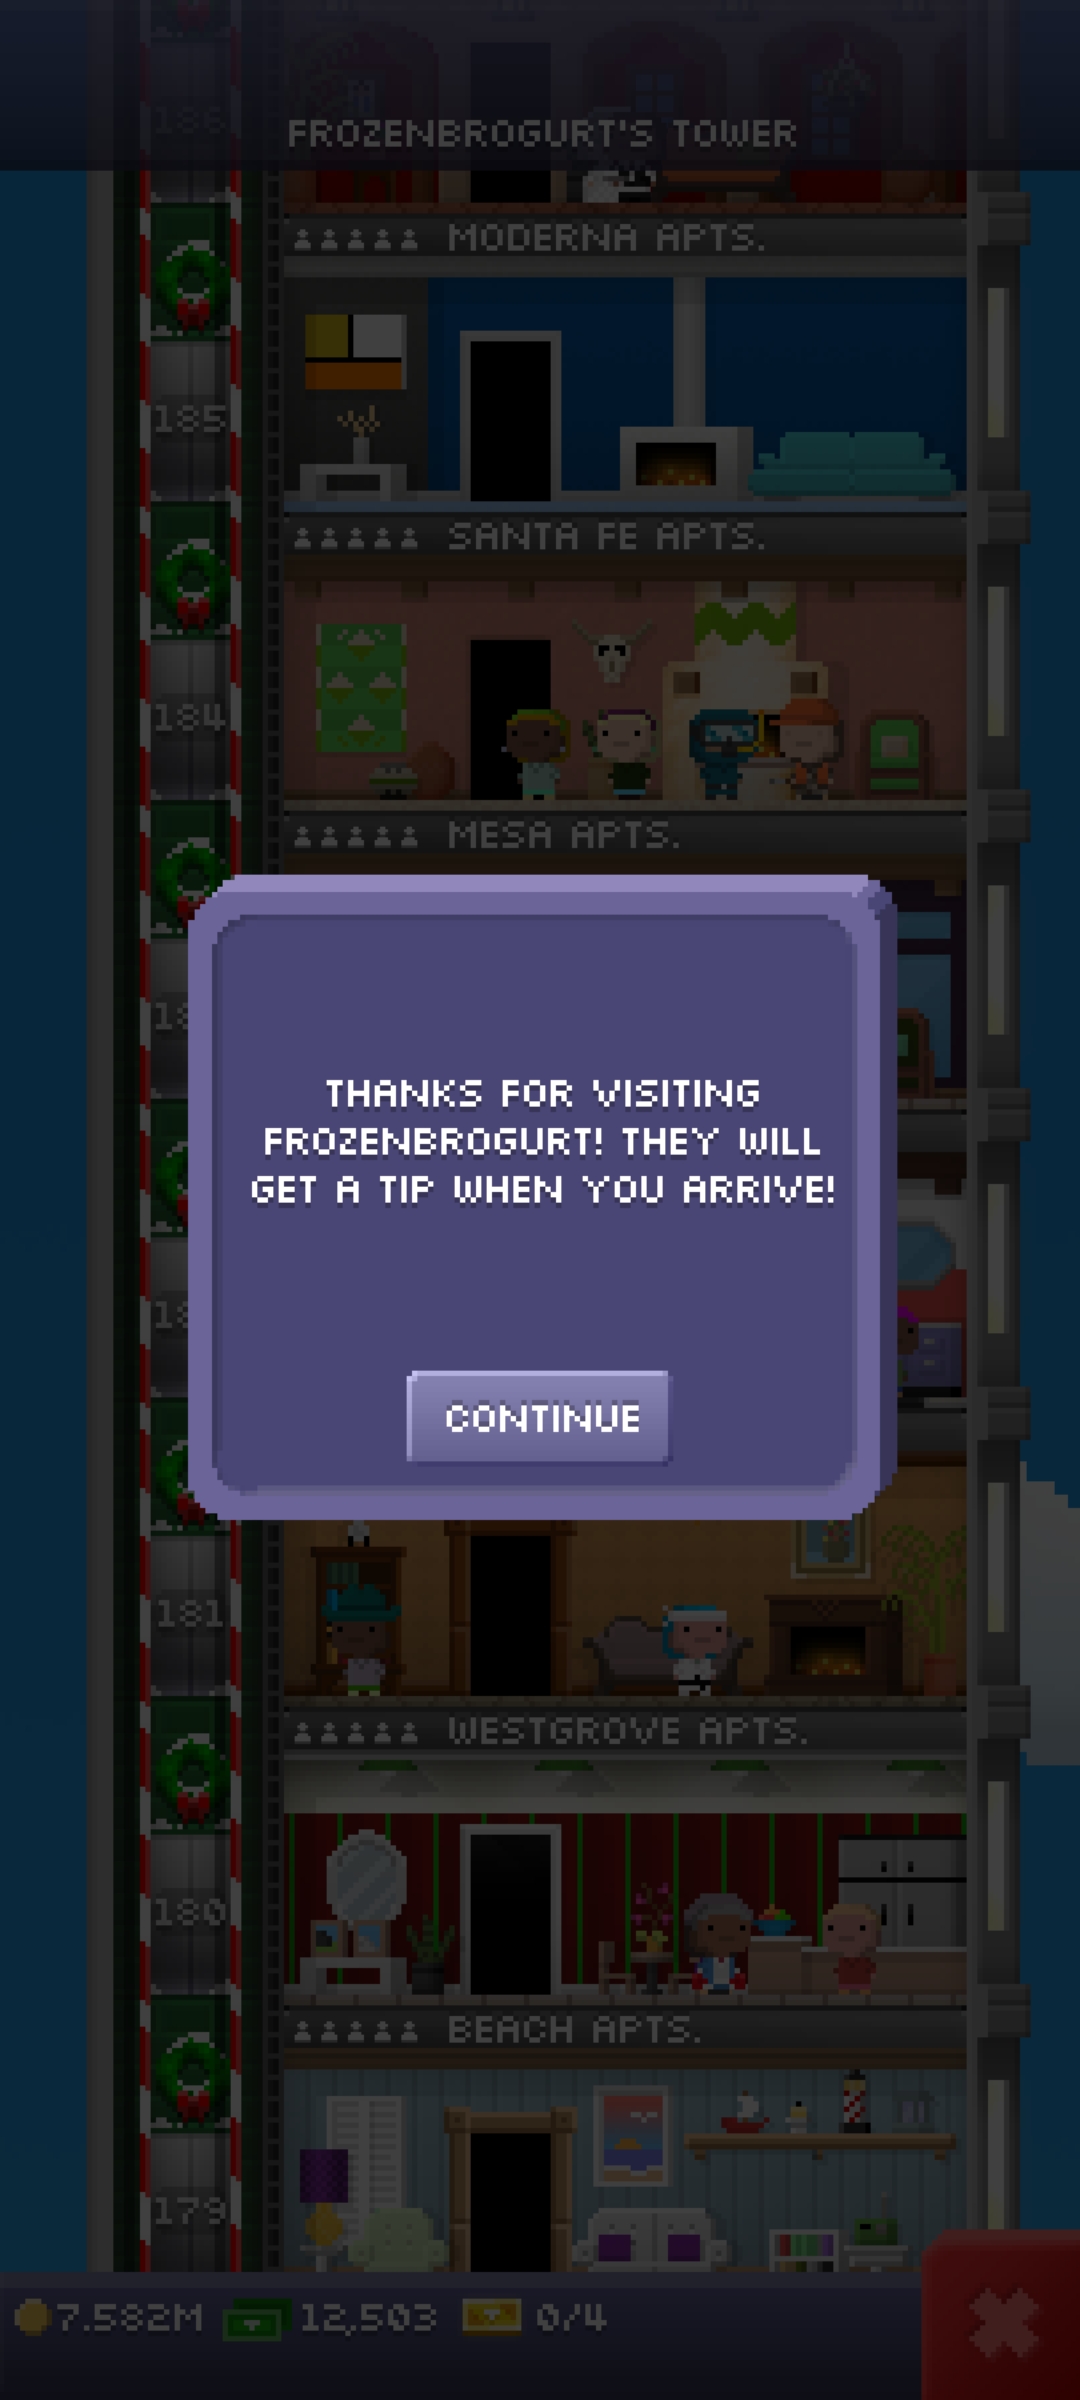 186
FROZENBROGURT'S TOWER
MODERNA APTS.
185
SANTA FE APTS.
184
MESA APTS.
THANKS FOR VISITING
FROZENBROGURT! THEY WILL
GET A TIP WHEN YOU ARRIVE!
CONTINUE
181
WESTGROVE APTS.
180
BEACH APTS.
179
7.582M 12,503 0/4